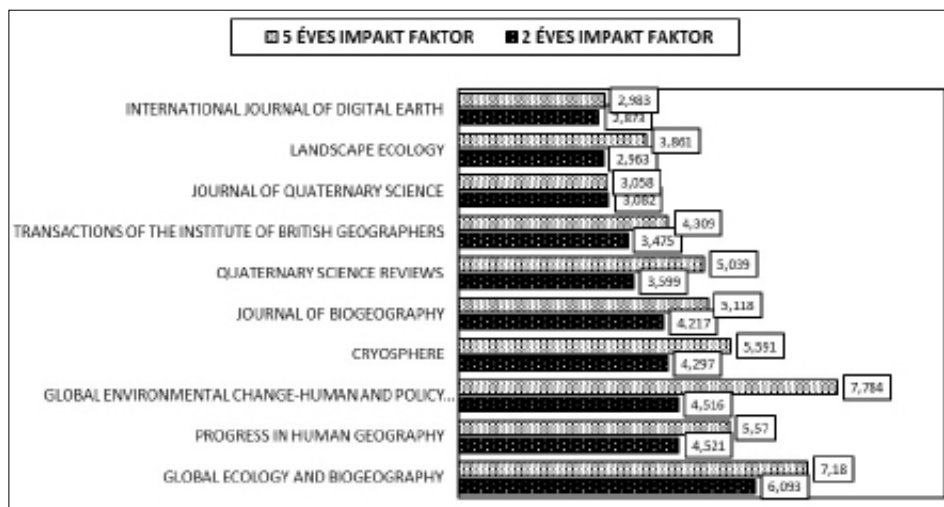 5 ÉVES IMPAKT FAKTOR 2 ÉVES IMPAKT FAKTOR
INTERNATIONAL JOURNAL OF DIGITAL EARTH
2,983
2,873
LANDSCAPE ECOLOGY
3,861
2,963
JOURNAL OF QUATERNARY SCIENCE
3,058
3,082
TRANSACTIONS OF THE INSTITUTE OF BRITISH GEOGRAPHERS
4,309
3,475
QUATERNARY SCIENCE REVIEWS
5,039
3,599
JOURNAL OF BIOGEOGRAPHY
5,118
4,217
CRYOSPHERE
5,591
4,297
GLOBAL ENVIRONMENTAL CHANGE-HUMAN AND POLICY...
7,784
4,516
PROGRESS IN HUMAN GEOGRAPHY
5,57
4,521
GLOBAL ECOLOGY AND BIOGEOGRAPHY
7,18
6,093